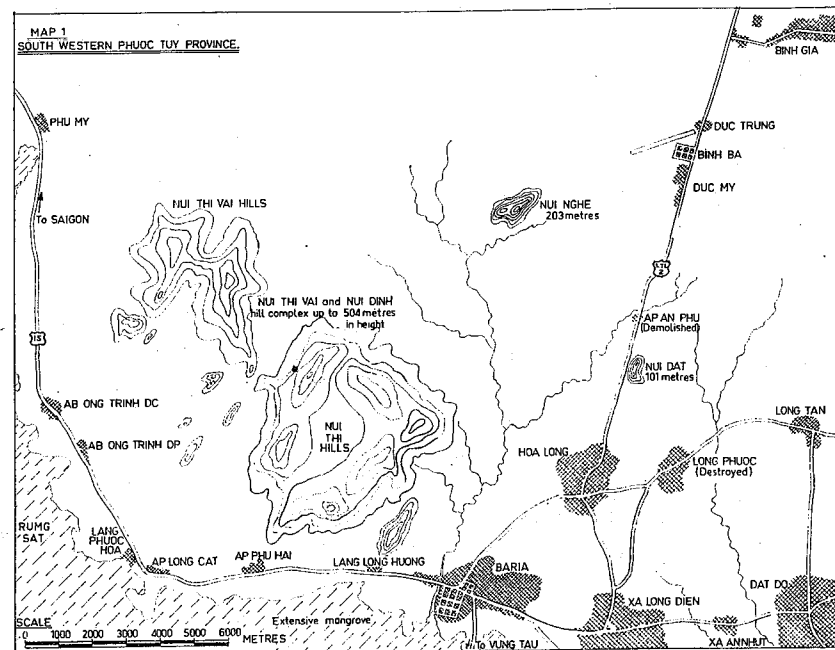 MAP 1
SOUTH WESTERN PHUOC TUY PROVINCE.
BINH GIA
PHU MY
DUC TRUNG
BINH BA
DUC MY
NUI THI VAI HILLS
NUI NGHE
203 metres
To SAIGON
LTL
2
NUI THI VAI and NUI DINH
hill complex up to 504 metres
in height
AP AN PHU
(Demolished)
15
NUI DAT
101 metres
AB ONG TRINH DC
LONG TAN
AB ONG TRINH DP
NUI
THI
HILLS
HOA LONG
LONG PHUOC
(Destroyed)
RUMG
SAT
LANG
PHUOC
HOA
AP LONG CAT
AP PHU HAI
LANG LONG HUONG
BARIA
DAT DO
XA LONG DIEN
SCALE
0 1000 2000 3000 4000 5000 6000
METRES
Extensive mangrove
To VUNG TAU
XA ANNHUT